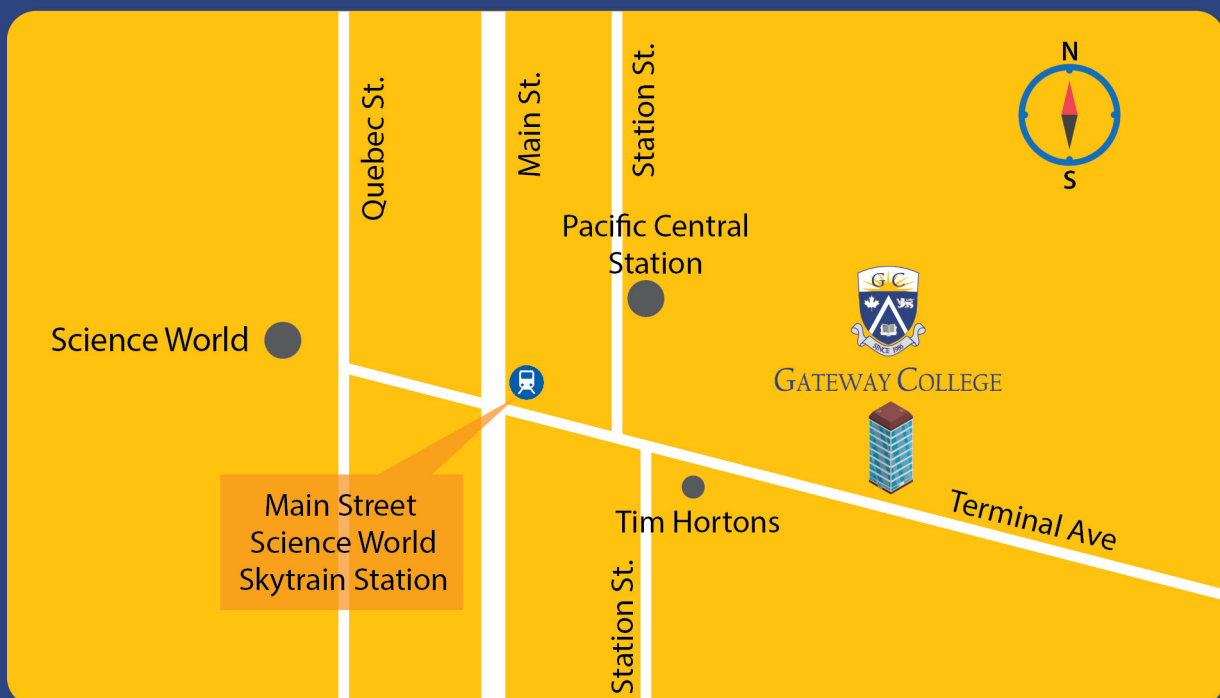 Quebec St.
Main St.
Station St.
N
S
Pacific Central
Station
Science World
GC
SINCE 1986
GATEWAY COLLEGE
Main Street
Science World
Skytrain Station
Tim Hortons
Terminal Ave
Station St.